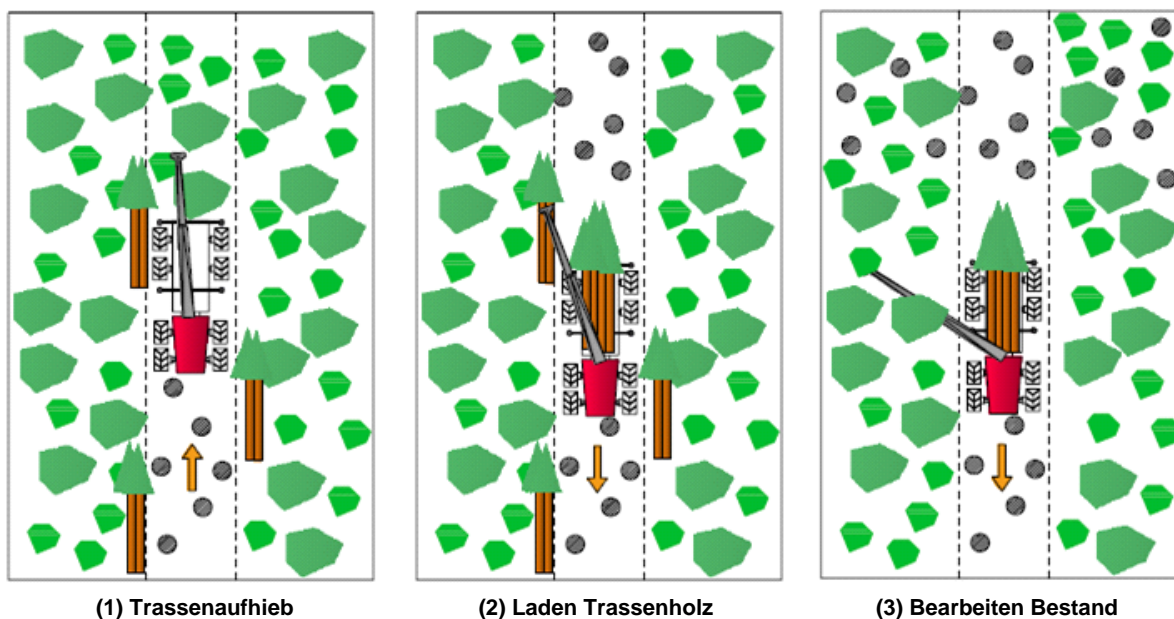 (1) Trassenaufhieb
(2) Laden Trassenholz
(3) Bearbeiten Bestand